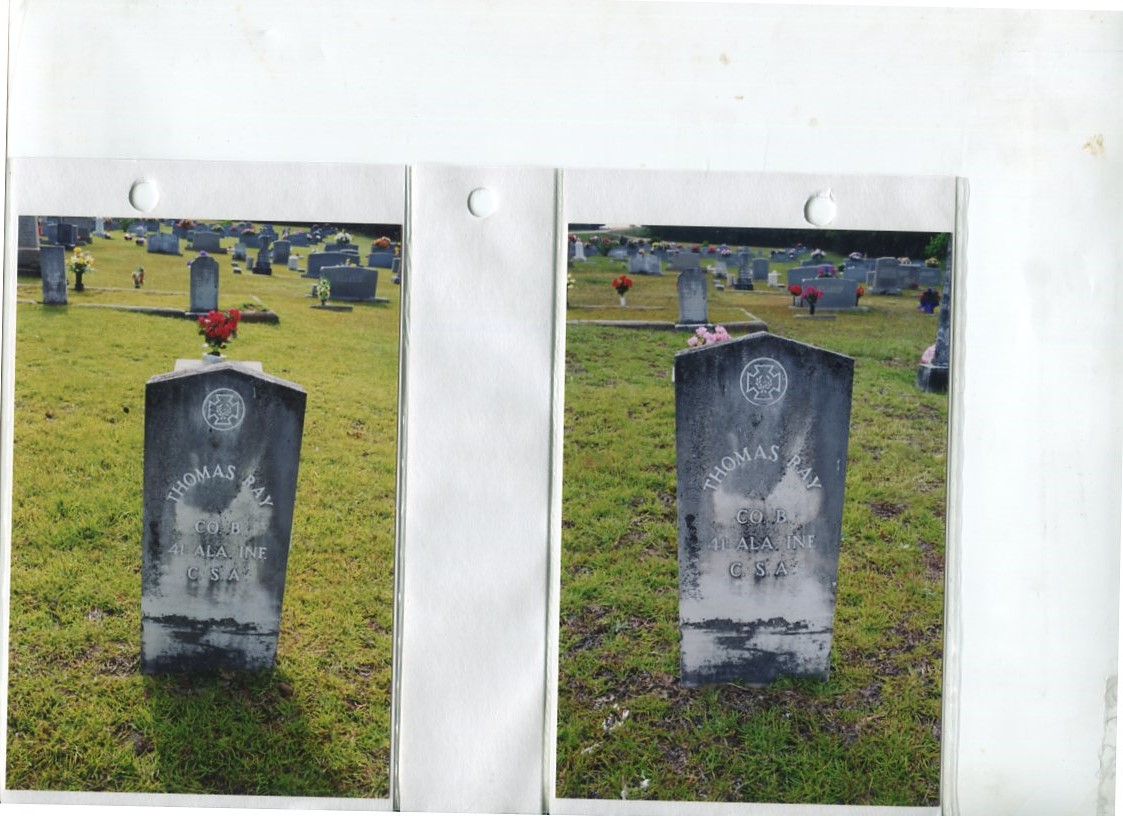 THOMAS RAY
CO. B.
41 ALA. INF.
C. S. A.
THOMAS RAY
CO. B.
41 ALA. INF.
C. S. A.